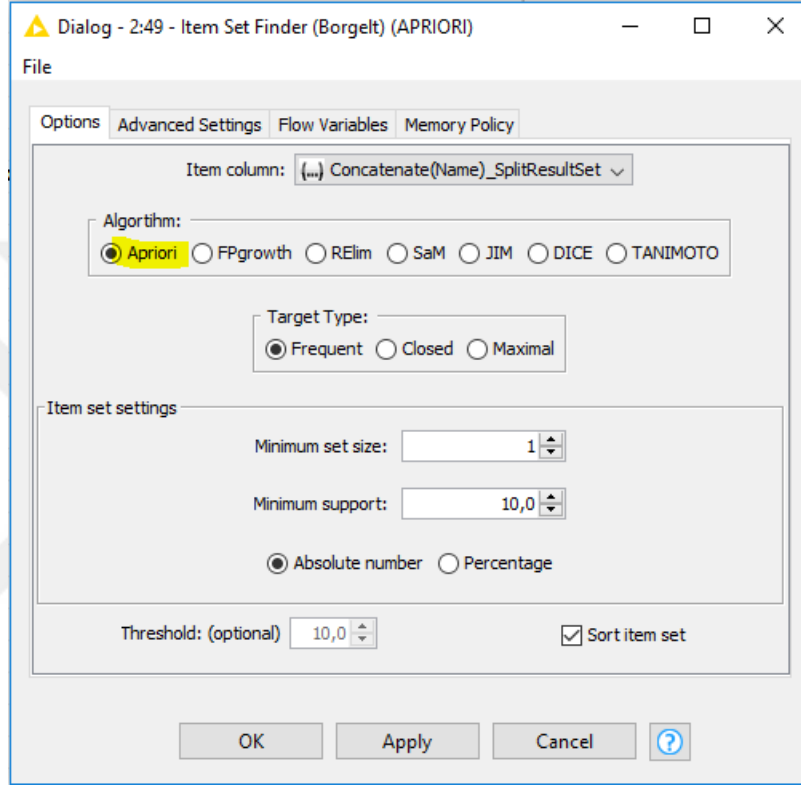 Dialog - 2:49 - Item Set Finder (Borgelt) (APRIORI)
File
Options Advanced Settings Flow Variables Memory Policy
Item column: {...} Concatenate(Name)_SplitResultSet
Algortihm:
Apriori FPgrowth RElim SaM JIM DICE TANIMOTO
Target Type:
Frequent Closed Maximal
Item set settings
Minimum set size: 1
Minimum support: 10,0
Absolute number Percentage
Threshold: (optional) 10,0 Sort item set
OK Apply Cancel ?